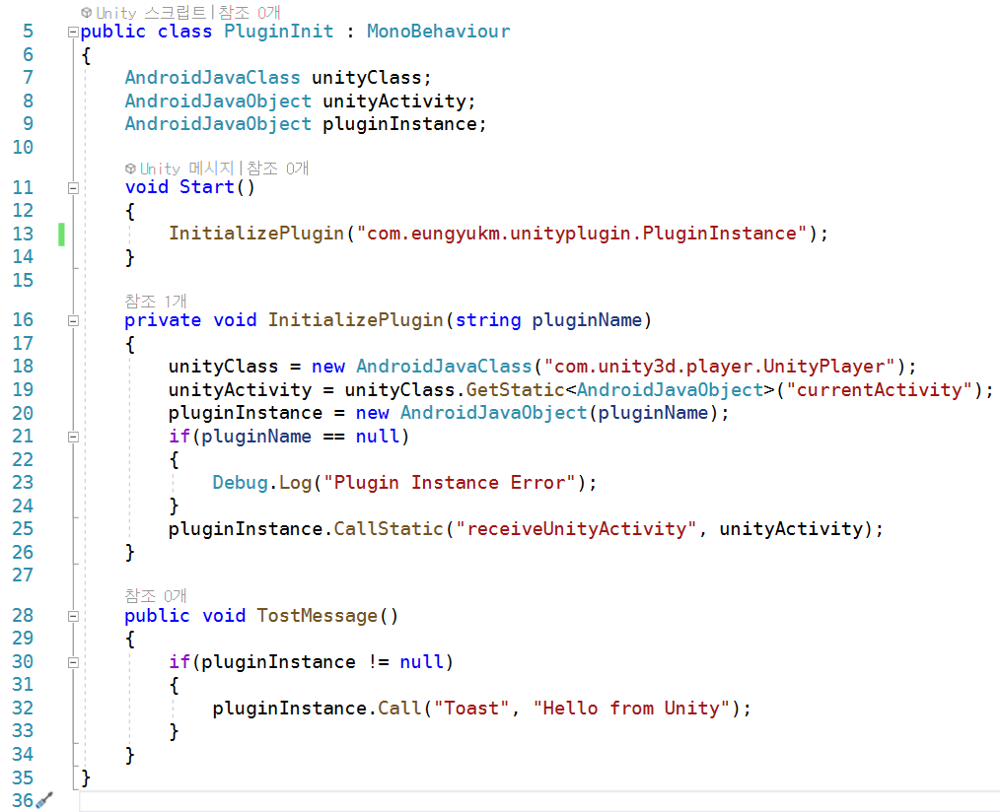 Unity 스크립트|참조 0개
5 public class PluginInit : MonoBehaviour
6 {
7 AndroidJavaClass unityClass;
8 AndroidJavaObject unityActivity;
9 AndroidJavaObject pluginInstance;
10
Unity 메시지|참조 0개
11 void Start()
12 {
13 InitializePlugin("com.eungyukm.unityplugin.PluginInstance");
14 }
15
참조 1개
16 private void InitializePlugin(string pluginName)
17 {
18 unityClass = new AndroidJavaClass("com.unity3d.player.UnityPlayer");
19 unityActivity = unityClass.GetStatic<AndroidJavaObject>("currentActivity");
20 pluginInstance = new AndroidJavaObject(pluginName);
21 if(pluginName == null)
22 {
23 Debug.Log("Plugin Instance Error");
24 }
25 pluginInstance.CallStatic("receiveUnityActivity", unityActivity);
26 }
27
참조 0개
28 public void TostMessage()
29 {
30 if(pluginInstance != null)
31 {
32 pluginInstance.Call("Toast", "Hello from Unity");
33 }
34 }
35 }
36